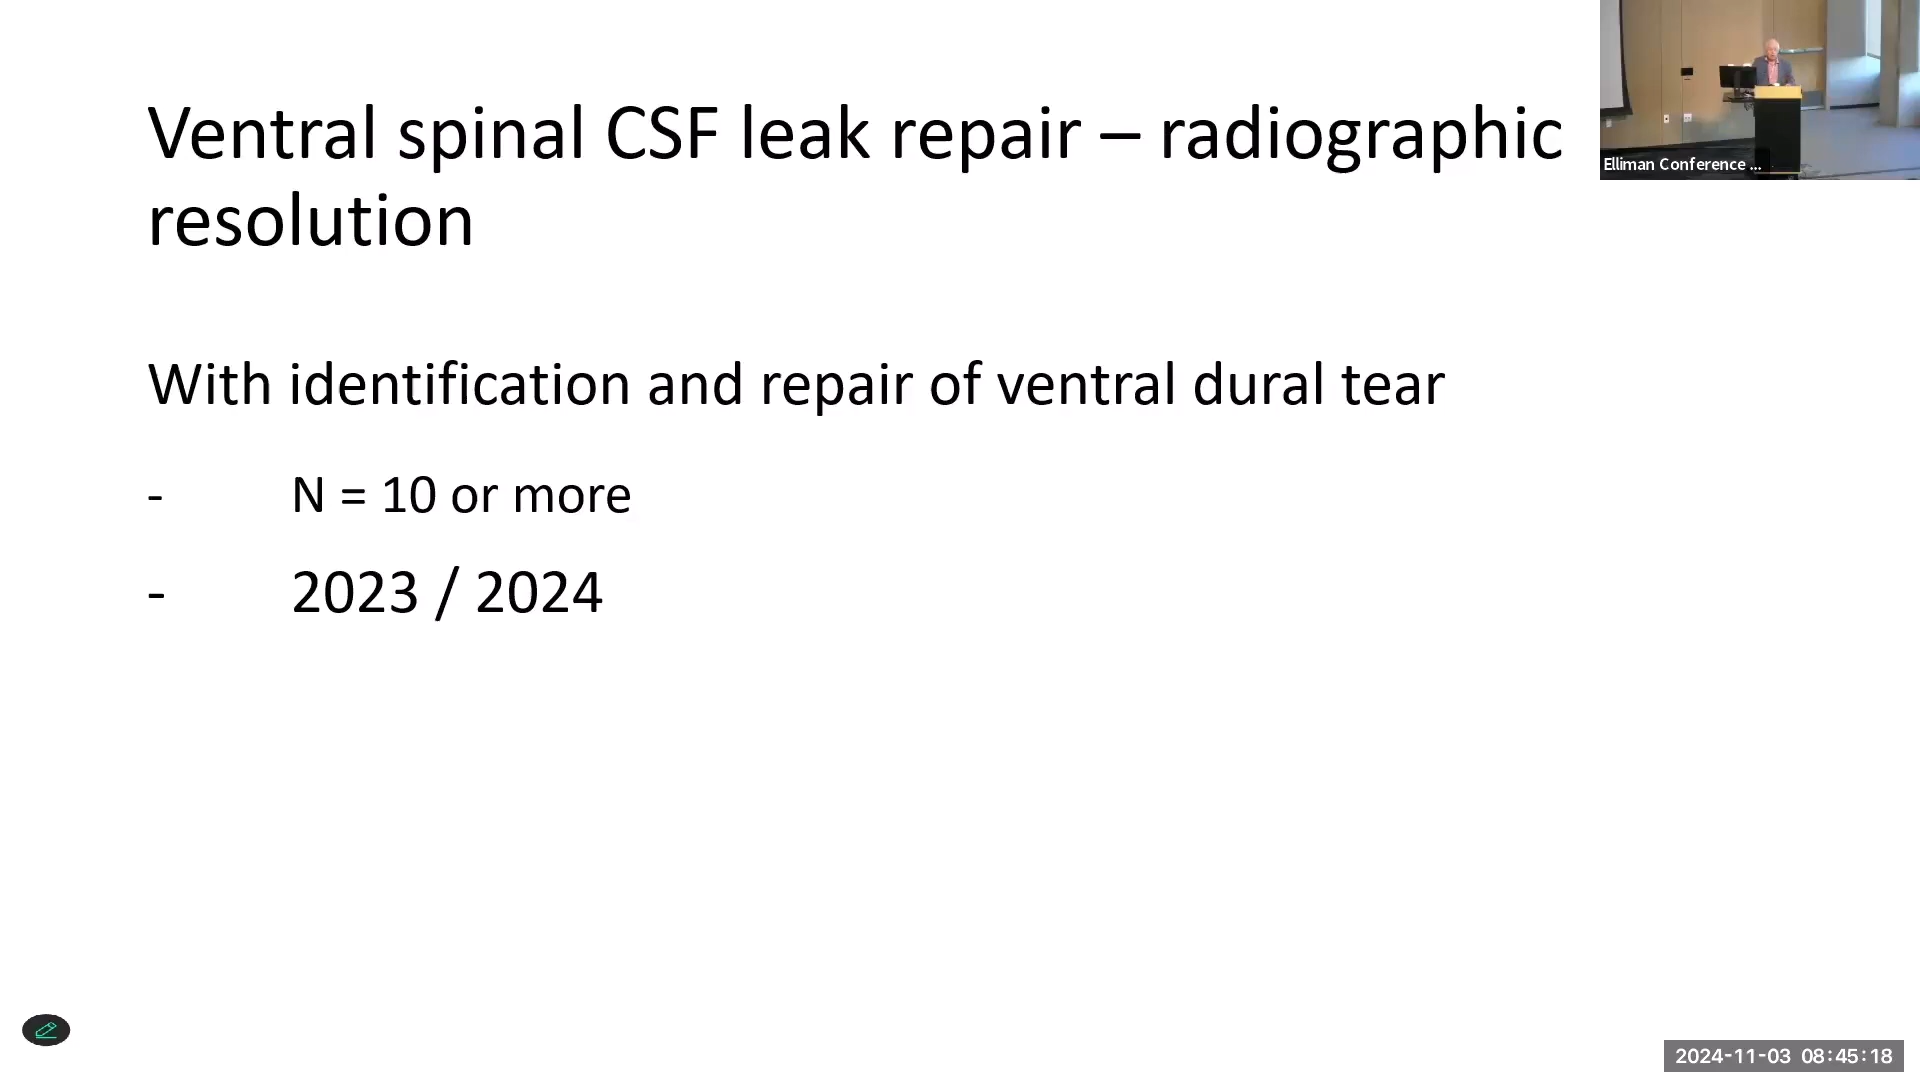 Ventral spinal CSF leak repair – radiographic
resolution
Elliman Conference ...
With identification and repair of ventral dural tear
- N = 10 or more
- 2023 / 2024
2024-11-03 08:45:18